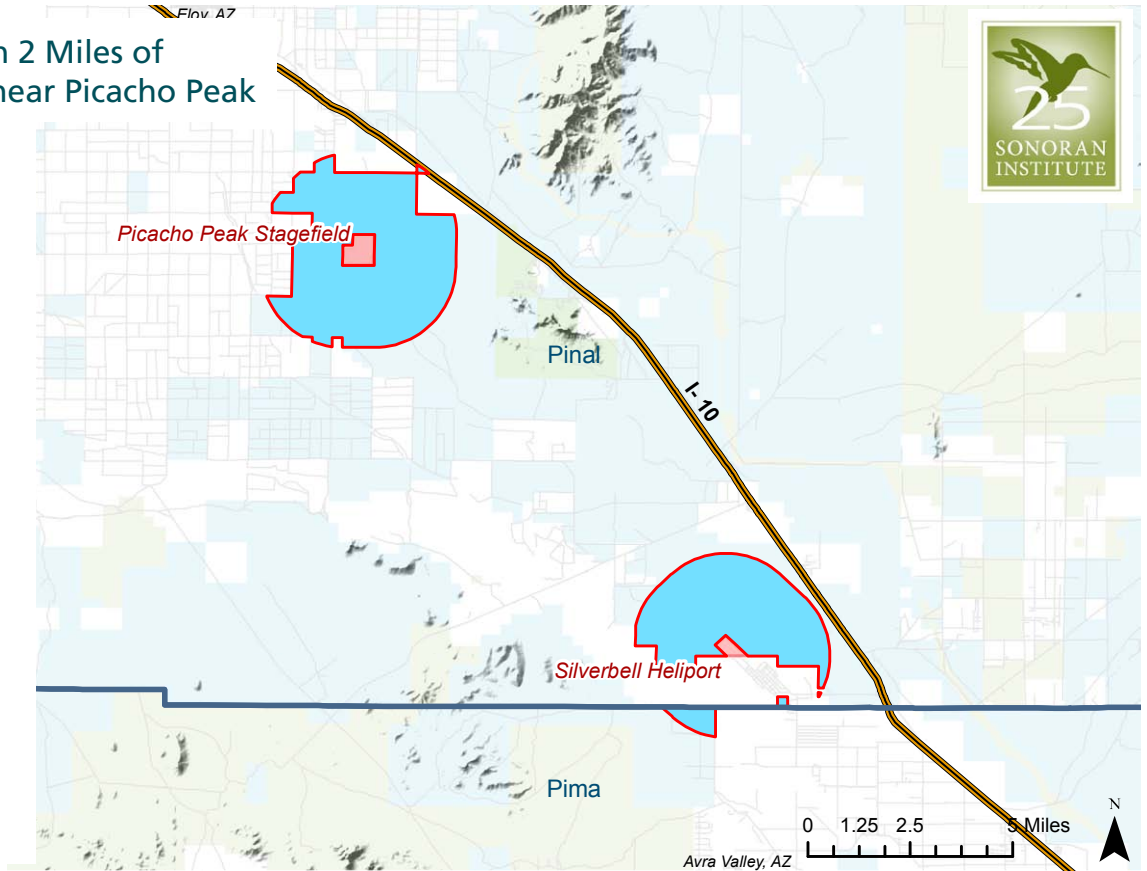 Eloy, AZ
n 2 Miles of
near Picacho Peak
25
SONORAN
INSTITUTE
Picacho Peak Stagefield
Pinal
I-10
Silverbell Heliport
Pima
N
0 1.25 2.5 5 Miles
Avra Valley, AZ